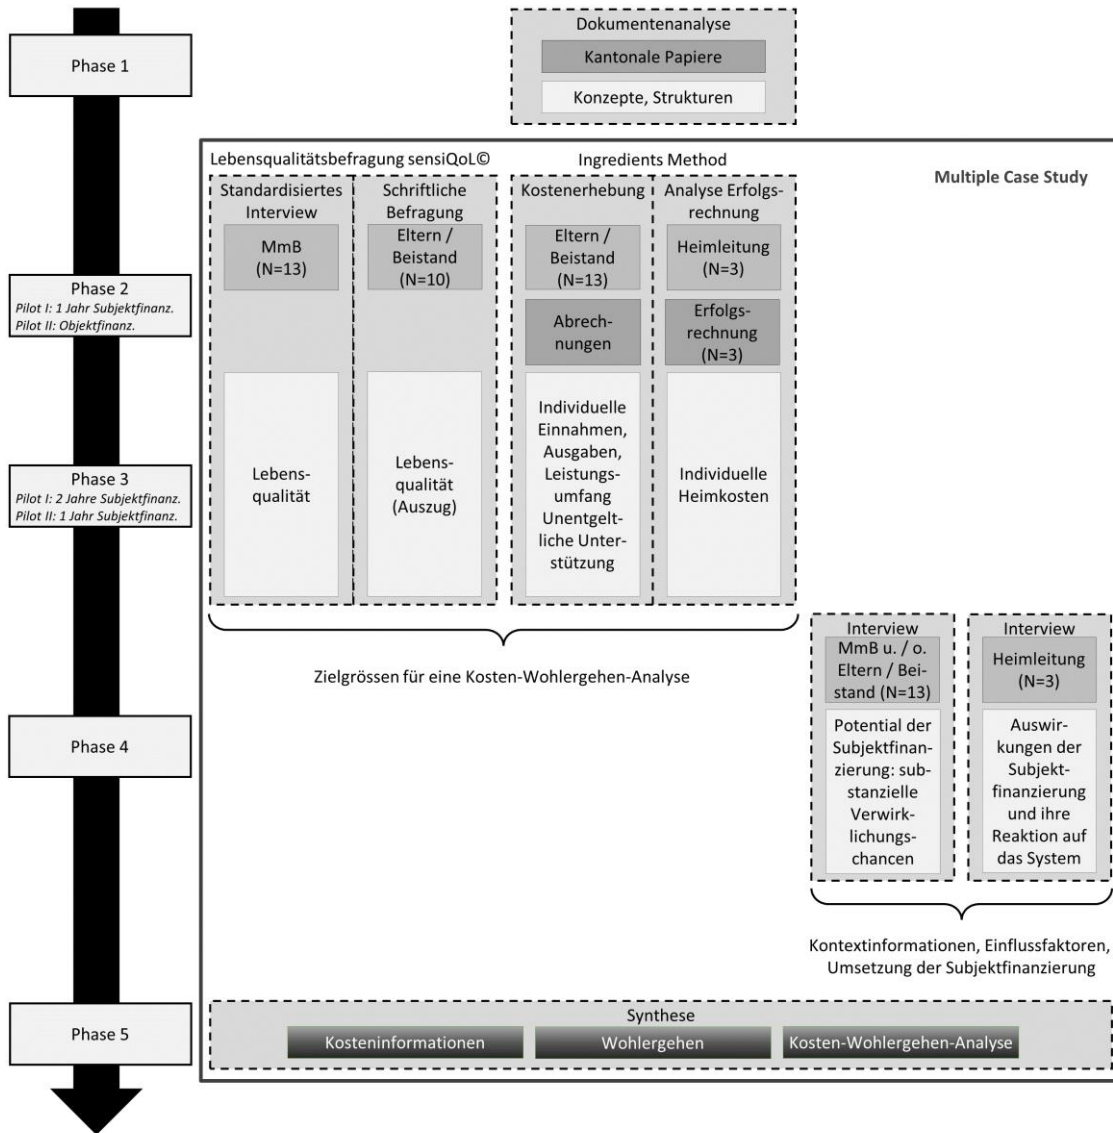 Phase 1
Dokumentenanalyse
Kantonale Papiere
Konzepte, Strukturen
Multiple Case Study
Lebensqualitätsbefragung sensiQoL©
Ingredients Method
Standardisiertes
Interview
MmB
(N=13)
Schriftliche
Befragung
Eltern /
Beistand
(N=10)
Kostenerhebung
Eltern /
Beistand
(N=13)
Abrech-
nungen
Analyse Erfolgs-
rechnung
Heimleitung
(N=3)
Erfolgs-
rechnung
(N=3)
Phase 2
Pilot I: 1 Jahr Subjektfinanz.
Pilot II: Objektfinanz.
Phase 3
Pilot I: 2 Jahre Subjektfinanz.
Pilot II: 1 Jahr Subjektfinanz.
Lebens-
qualität
Lebens-
qualität
(Auszug)
Individuelle
Einnahmen,
Ausgaben,
Leistungs-
umfang
Unentgelt-
liche Unter-
stützung
Individuelle
Heimkosten
Zielgrössen für eine Kosten-Wohlergehen-Analyse
Phase 4
Interview
MmB u. / o.
Eltern / Bei-
stand (N=13)
Potential der
Subjektfinan-
zierung: sub-
stanzielle
Verwirk-
lichungs-
chancen
Interview
Heimleitung
(N=3)
Auswir-
kungen der
Subjekt-
finanzierung
und ihre
Reaktion auf
das System
Kontextinformationen, Einflussfaktoren,
Umsetzung der Subjektfinanzierung
Phase 5
Synthese
Kosteninformationen
Wohlergehen
Kosten-Wohlergehen-Analyse